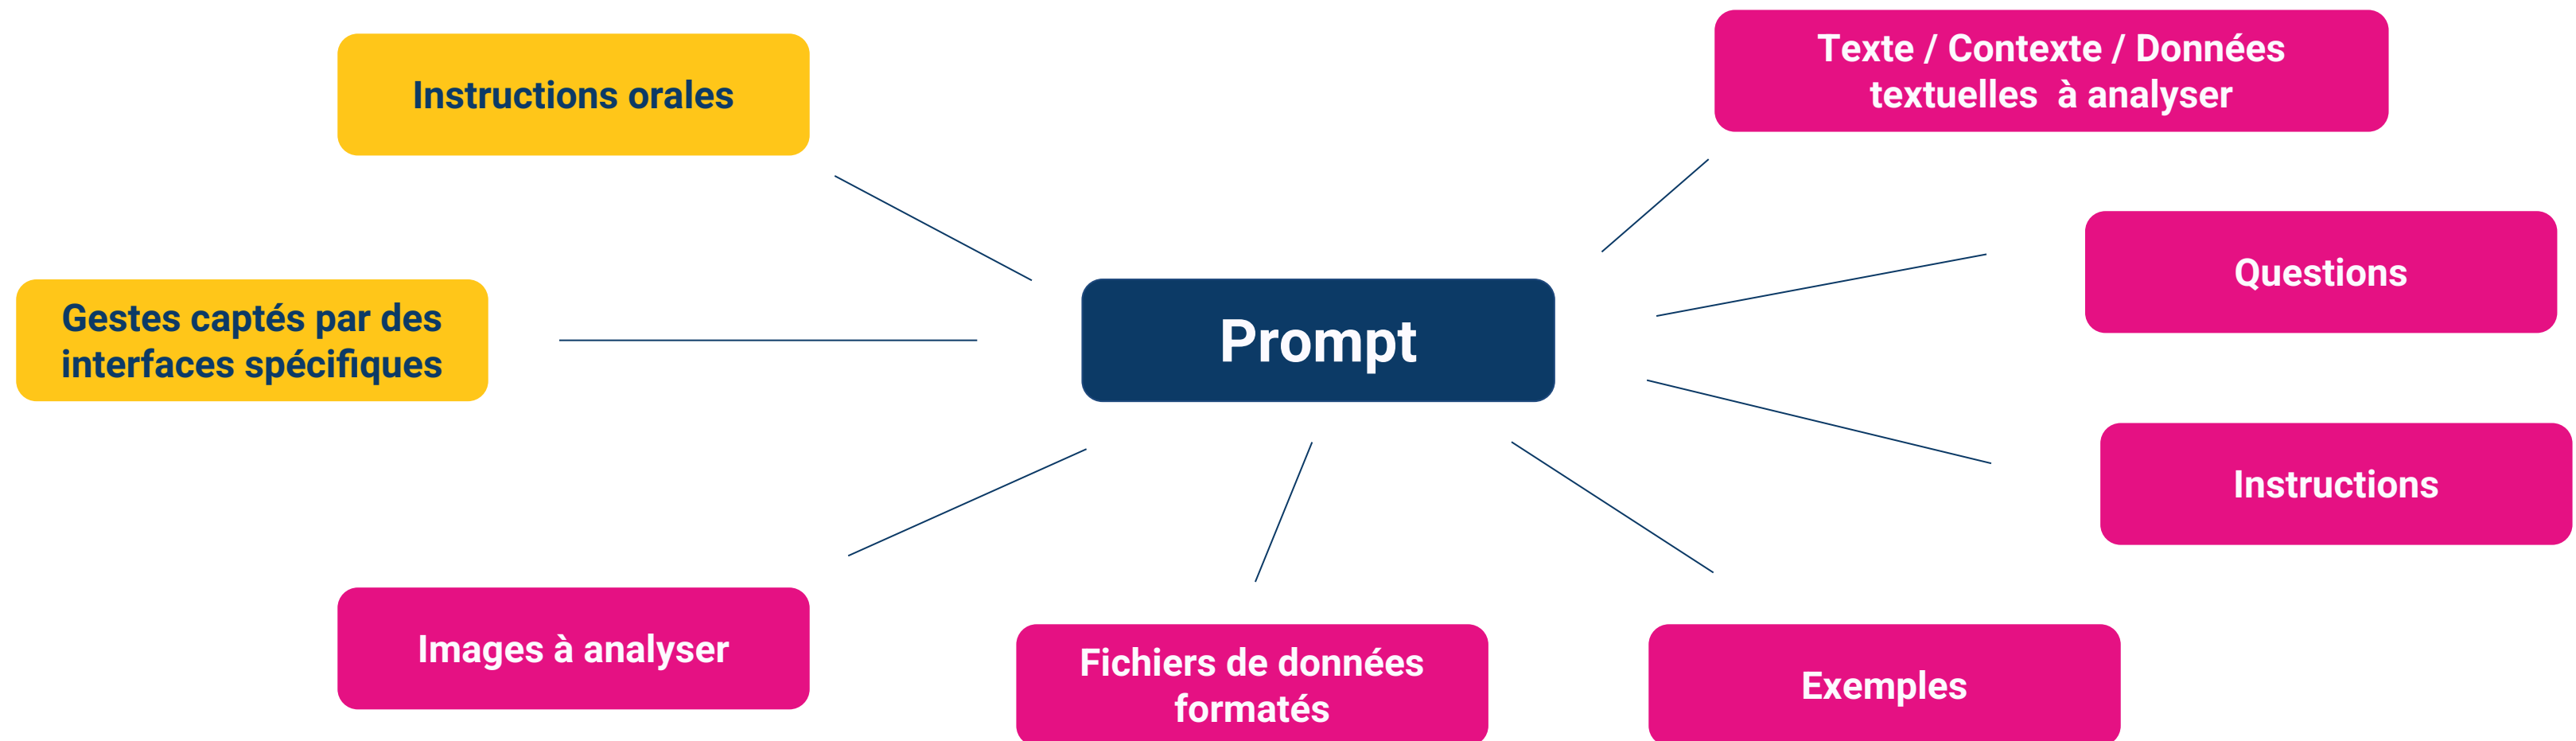 Instructions orales
Texte / Contexte / Données
textuelles  à analyser
Gestes captés par des
interfaces spécifiques
Prompt
Questions
Instructions
Images à analyser
Fichiers de données
formatés
Exemples